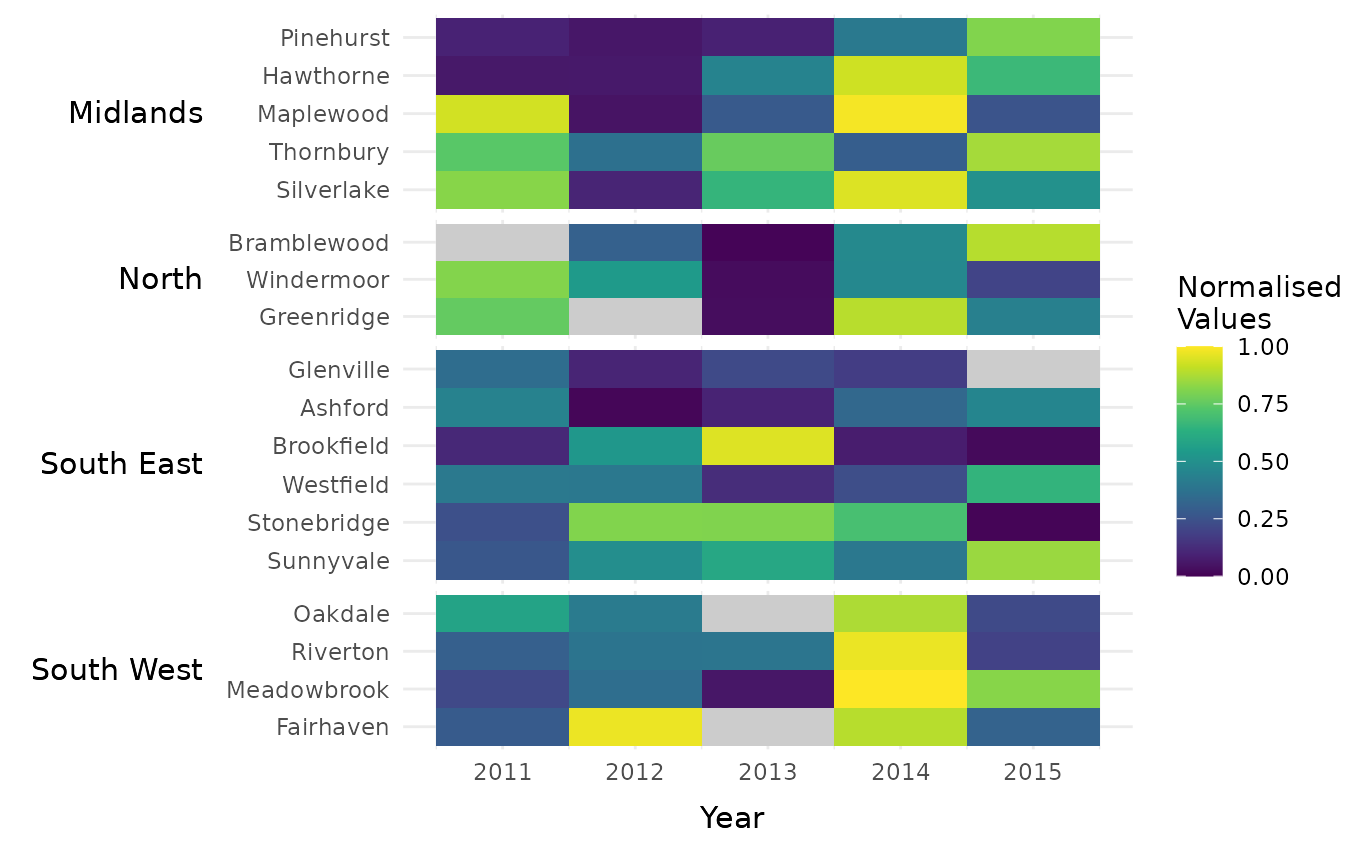 Midlands
Pinehurst
Hawthorne
Maplewood
Thornbury
Silverlake
North
Bramblewood
Windermoor
Greenridge
South East
Glenville
Ashford
Brookfield
Westfield
Stonebridge
Sunnyvale
South West
Oakdale
Riverton
Meadowbrook
Fairhaven
2011 2012 2013 2014 2015
Year
Normalised
Values
1.00
0.75
0.50
0.25
0.00